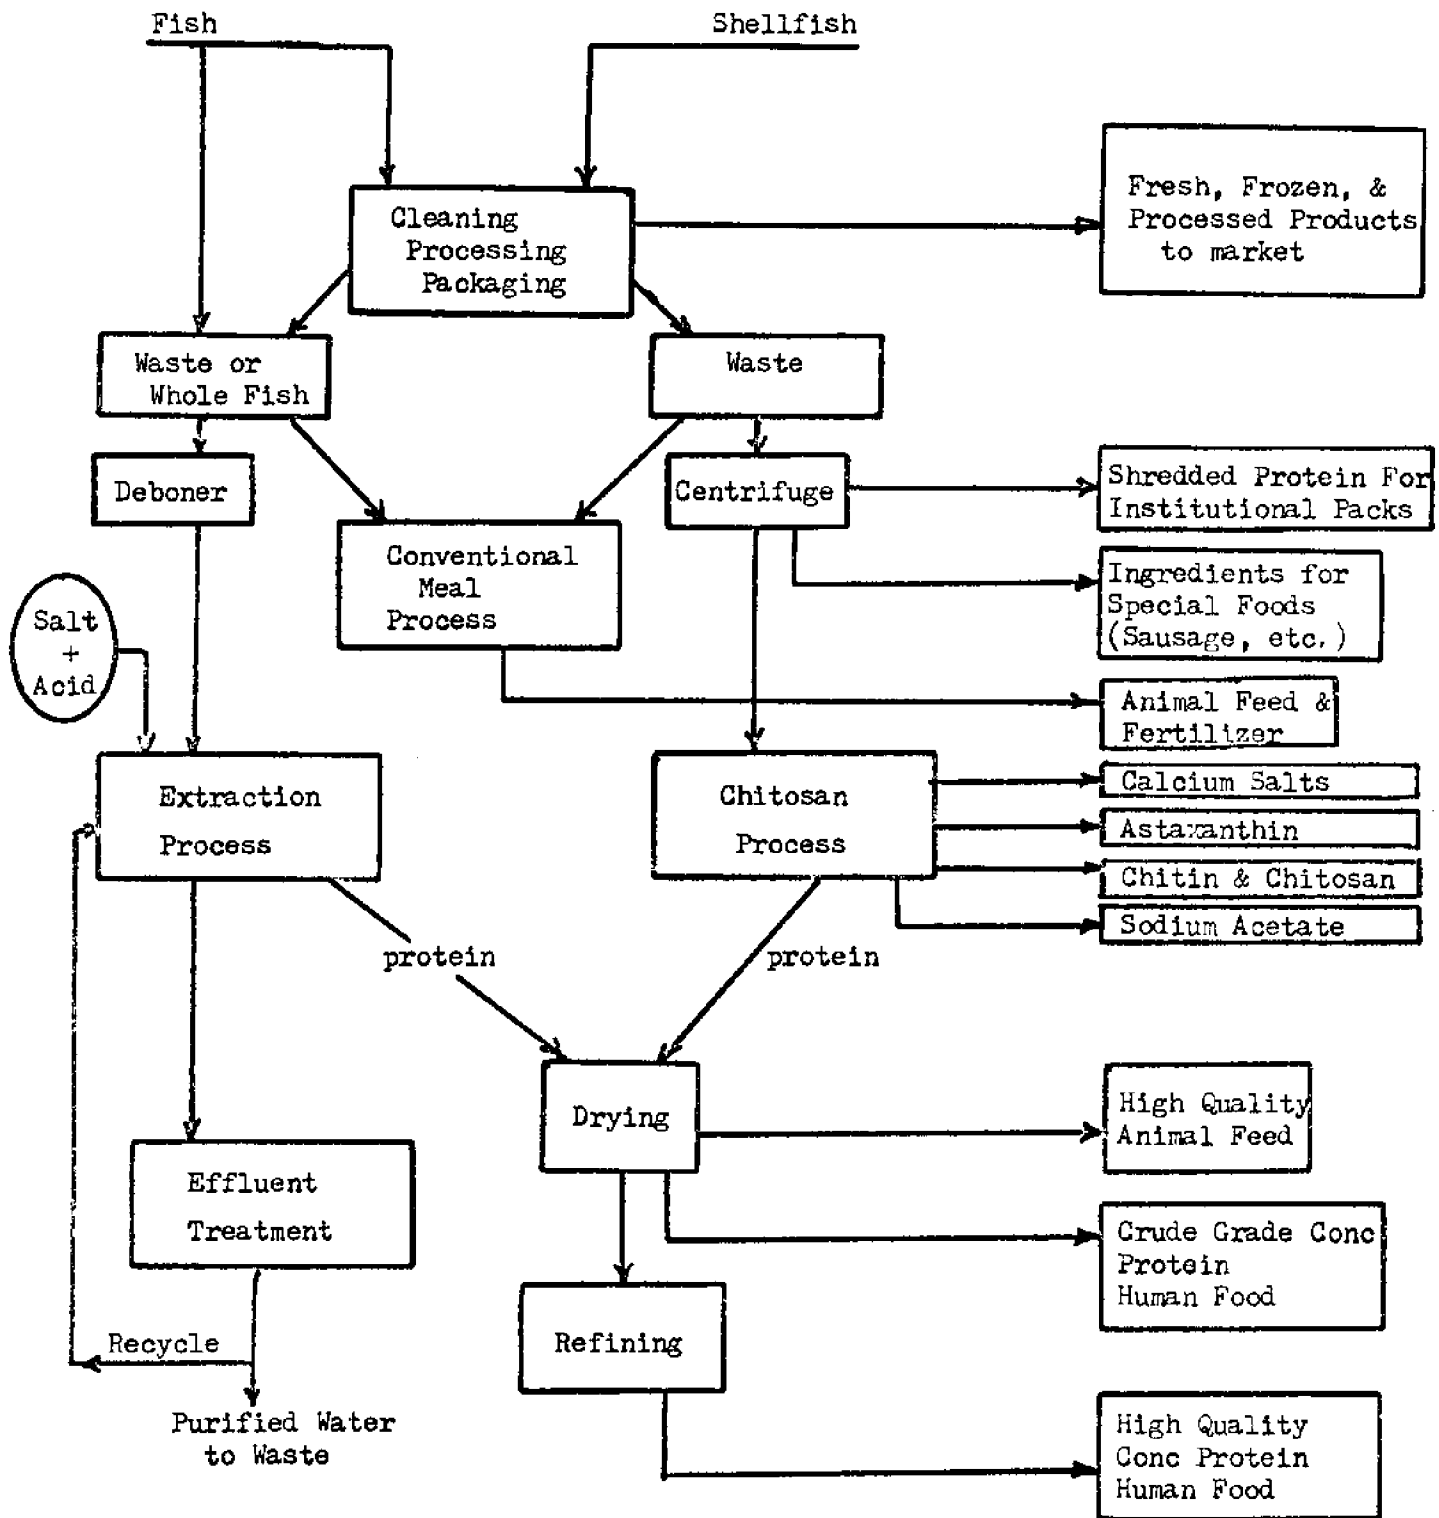 Fish
Shellfish
Cleaning
Processing
Packaging
Fresh, Frozen, &
Processed Products
to market
Waste or
Whole Fish
Waste
Deboner
Centrifuge
Shredded Protein For
Institutional Packs
Conventional
Meal
Process
Ingredients for
Special Foods
(Sausage, etc.)
Salt
+
Acid
Animal Feed &
Fertilizer
Extraction
Process
Chitosan
Process
Calcium Salts
Astaxanthin
Chitin & Chitosan
Sodium Acetate
protein
protein
Drying
High Quality
Animal Feed
Effluent
Treatment
Crude Grade Conc
Protein
Human Food
Refining
Recycle
Purified Water
to Waste
High Quality
Conc Protein
Human Food